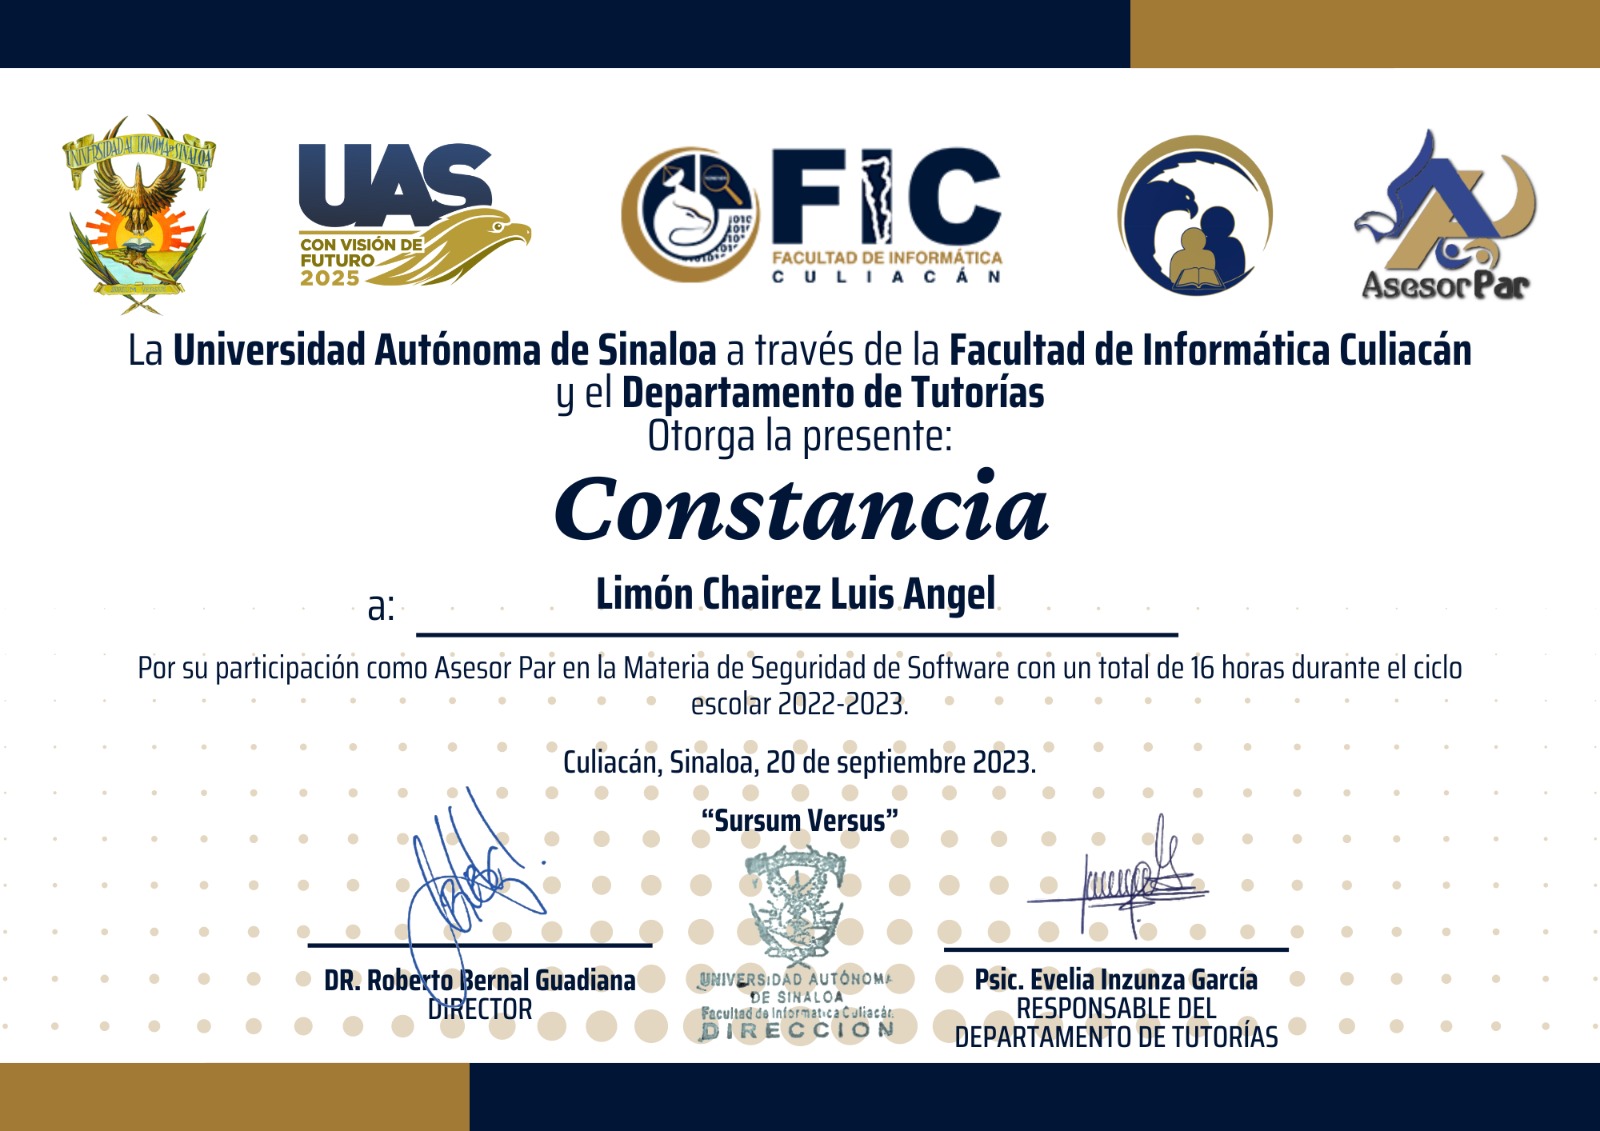 UNIVERSIDAD AUTONOMA DE SINALOA
UAS
CON VISIÓN DE
FUTURO
2025
FIC
FACULTAD DE INFORMÁTICA
CULIACÁN
AsesorPar
La Universidad Autónoma de Sinaloa a través de la Facultad de Informática Culiacán
y el Departamento de Tutorías
Otorga la presente:
Constancia
a: Limón Chairez Luis Angel
Por su participación como Asesor Par en la Materia de Seguridad de Software con un total de 16 horas durante el ciclo
escolar 2022-2023.
Culiacán, Sinaloa, 20 de septiembre 2023.
“Sursum Versus”
DR. Roberto Bernal Guadiana
DIRECTOR
UNIVERSIDAD AUTÓNOMA
DE SINALOA
Facultad de Informatica Culiacán
DIRECCION
Psic. Evelia Inzunza García
RESPONSABLE DEL
DEPARTAMENTO DE TUTORÍAS